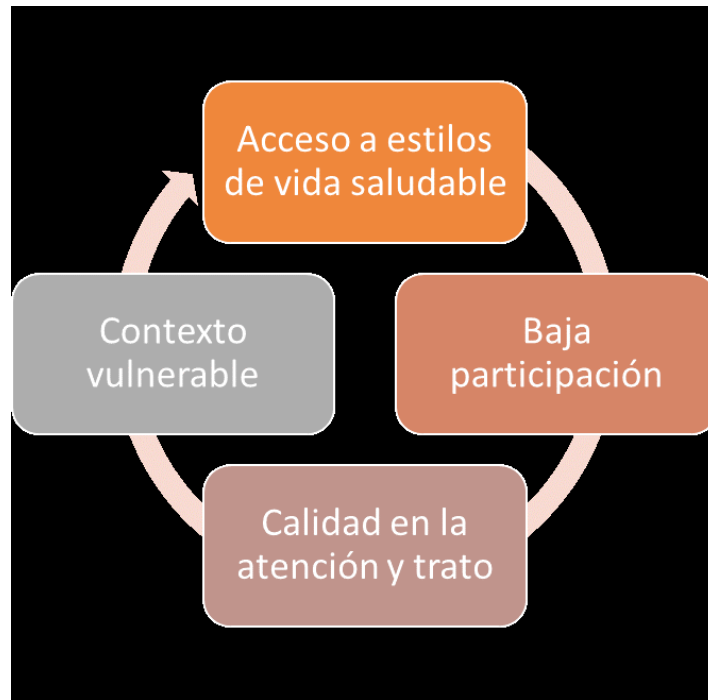 Acceso a estilos
de vida saludable
Baja
participación
Calidad en la
atención y trato
Contexto
vulnerable